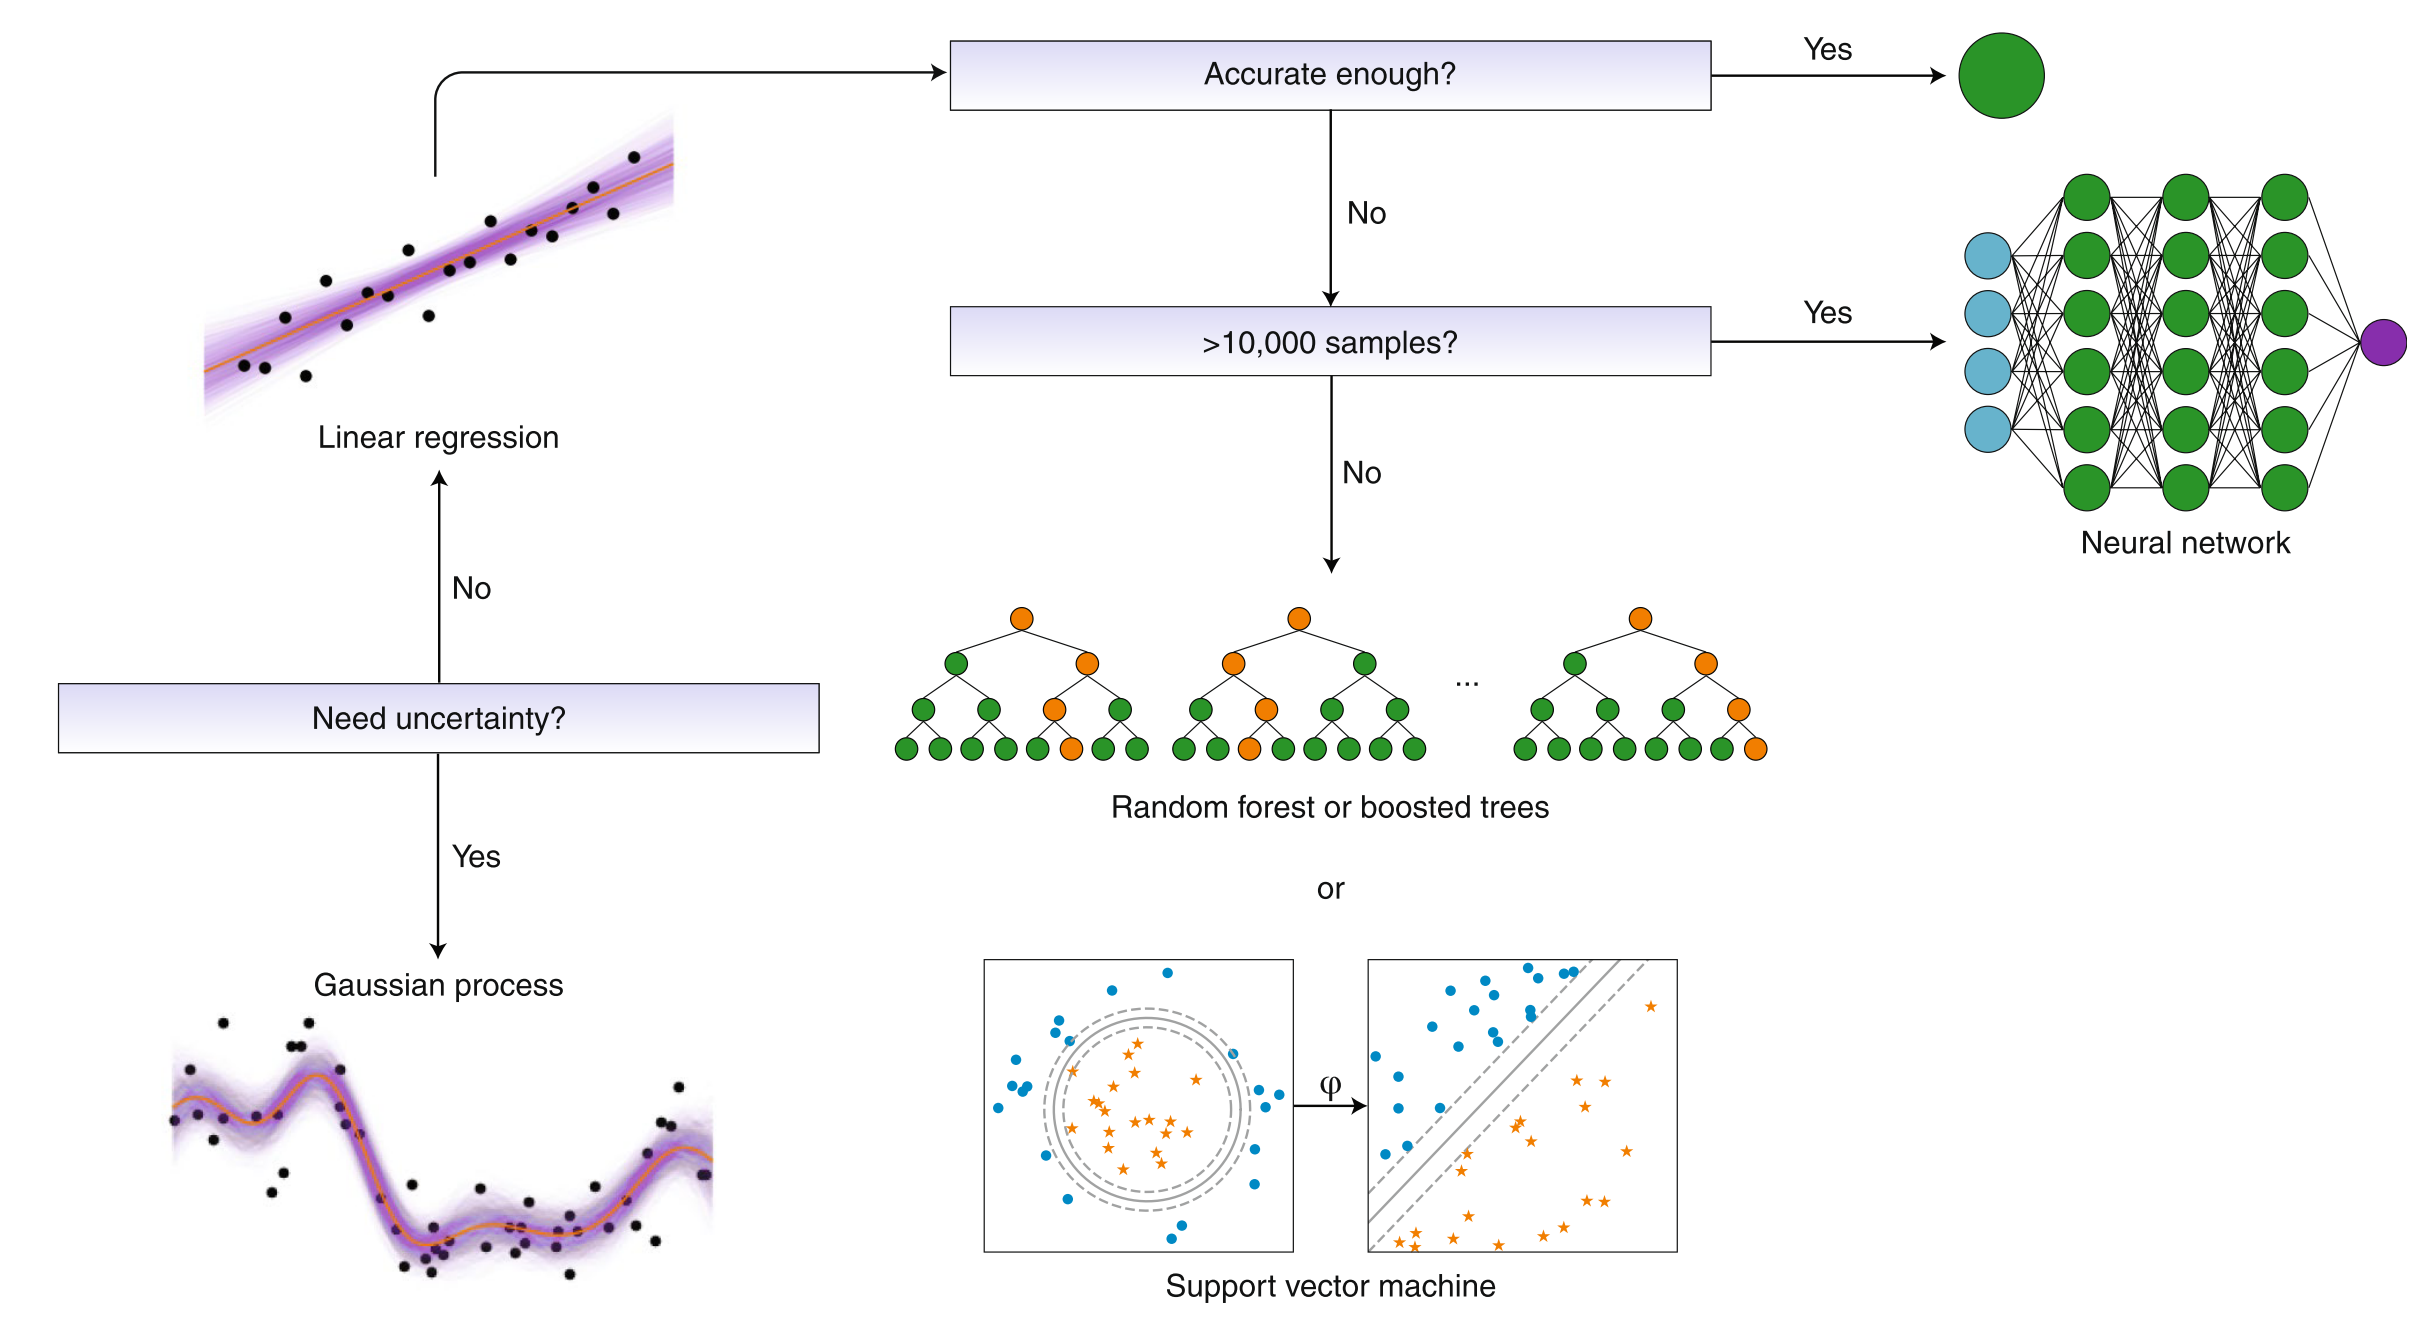 Accurate enough?
Yes
No
>10,000 samples?
Yes
Linear regression
No
Neural network
No
Need uncertainty?
...
Random forest or boosted trees
Yes
or
Gaussian process
φ
Support vector machine